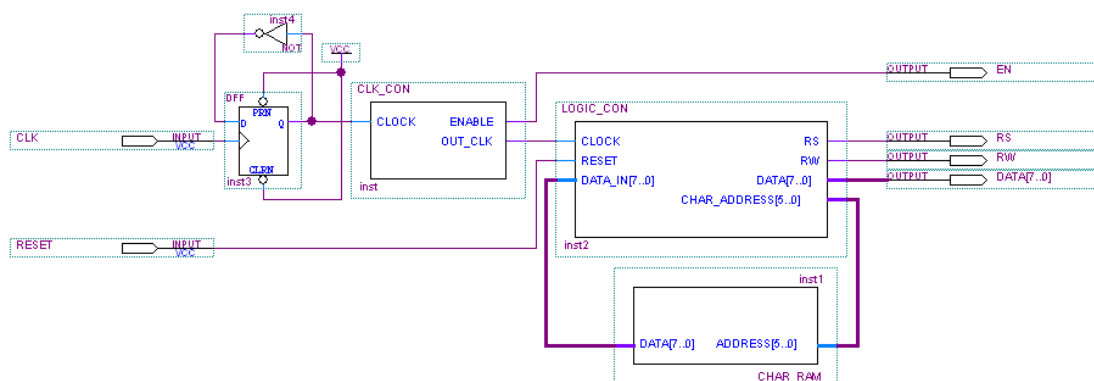 inst4
NOT
VCC
CLK_CON
OUTPUT EN
DFF
LOGIC_CON
PRN
D Q
CLOCK ENABLE
OUT_CLK
CLK INPUT
VCC
CLOCK RS
OUTPUT RS
RESET RW
OUTPUT RW
CLRN
inst3
inst
DATA_IN[7..0] DATA[7..0]
OUTPUT DATA[7..0]
CHAR_ADDRESS[5..0]
RESET INPUT
VCC
inst2
inst1
DATA[7..0] ADDRESS[5..0]
CHAR_RAM